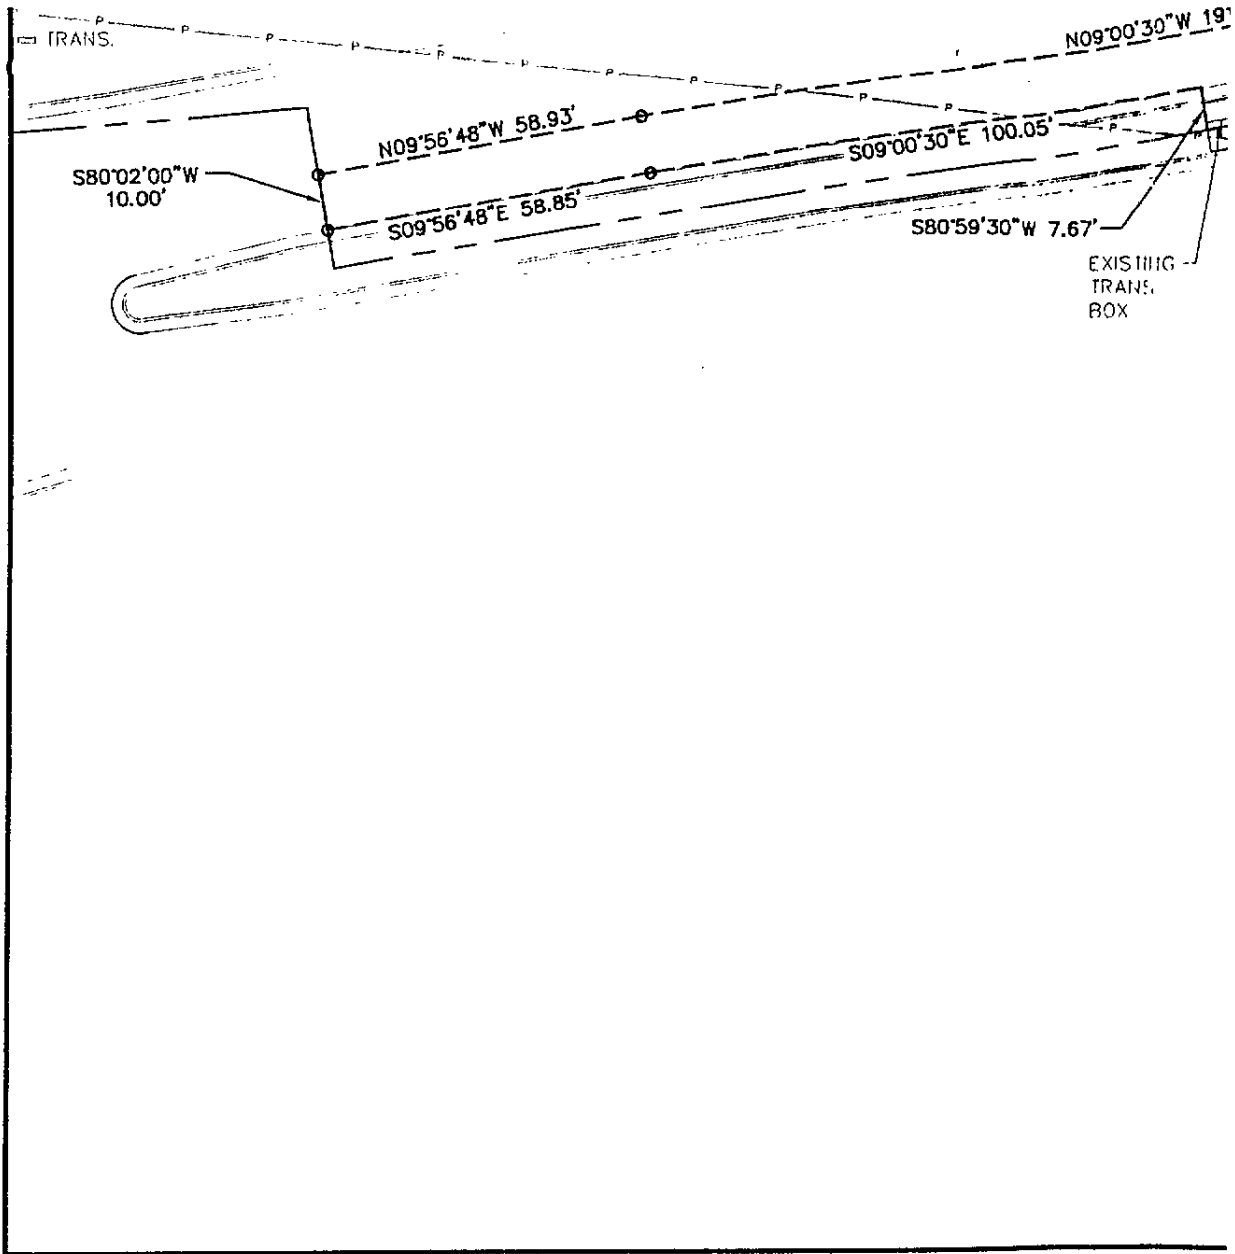 TRANS.
N09°00'30"W 19
N09°56'48"W 58.93'
S80°02'00"W
10.00'
S09°56'48"E 58.85'
S09°00'30"E 100.05'
S80°59'30"W 7.67'
EXISTING
TRANS.
BOX
P P P P P P P P P P P P P P